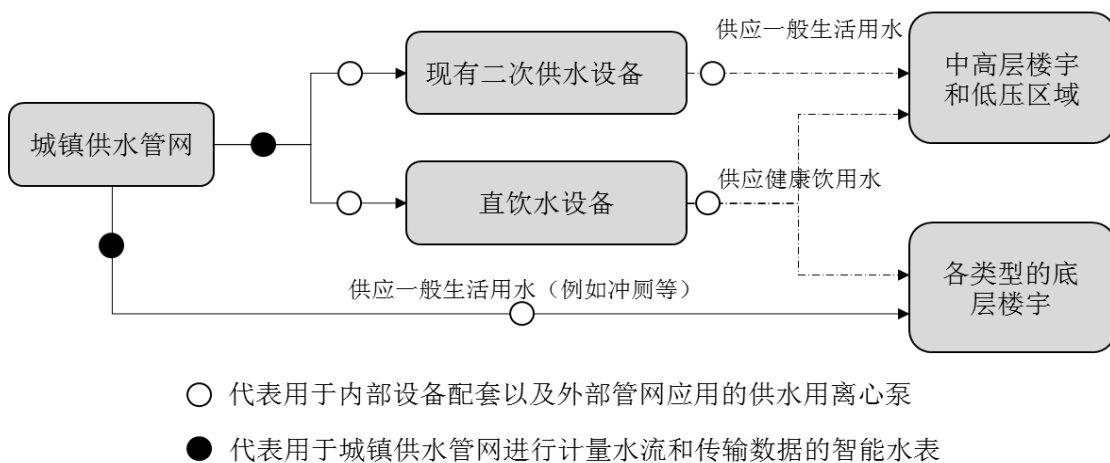 供应一般生活用水
现有二次供水设备
中高层楼宇
和低压区域
城镇供水管网
供应健康饮用水
直饮水设备
各类型的底
层楼宇
供应一般生活用水（例如冲厕等）
代表用于内部设备配套以及外部管网应用的供水用离心泵
代表用于城镇供水管网进行计量水流和传输数据的智能水表